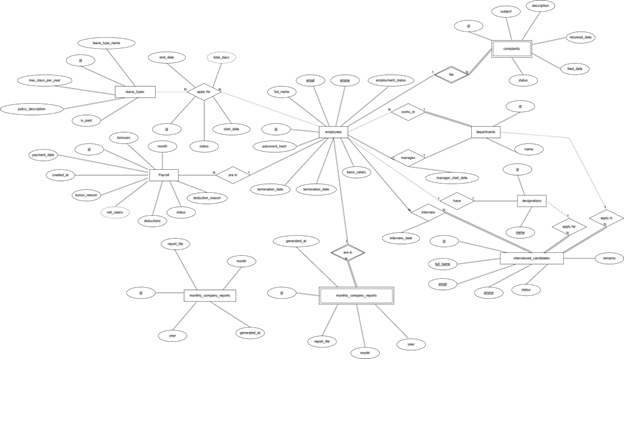 description
subject
leave_type_name
id
resolved_date
complaints
end_date
total_days
id
filed_date
file
status
employment_status
email
phone
max_days_per_year
full_name
leave_types
apply for
policy_description
works_in
id
is_paid
id
status
start_date
id
employees
departments
bonuses
month
password_hash
name
payment_date
id
manages
created_at
Payroll
are in
basic_salary
id
manager_start_date
termination_date
termination_date
bonus_reason
deduction_reason
have
designations
net_salary
status
interview
apply in
deductions
apply for
name
interview_date
generated_at
id
report_file
are in
full_name
interviewed_candidates
remarks
month
email
phone
status
id
monthly_company_reports
id
monthly_company_reports
year
generated_at
report_file
year
month